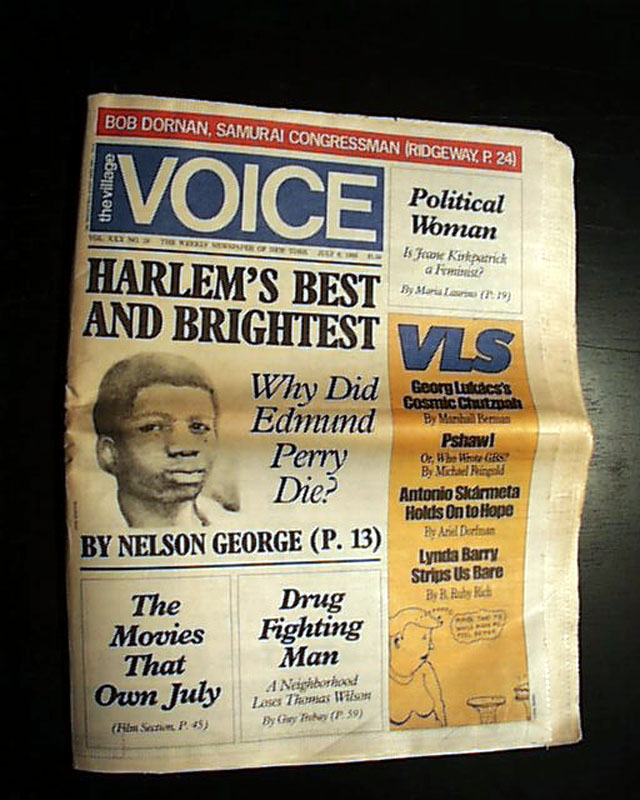 BOB DORNAN, SAMURAI CONGRESSMAN (RIDGEWAY, P. 24)
the village
VOICE
THE WEEKLY NEWSPAPER OF NEW YORK
HARLEM'S BEST
AND BRIGHTEST
Why Did
Edmund
Perry
Die?
BY NELSON GEORGE (P. 13)
The
Movies
That
Own July
(Film Section, P. 45)
Drug
Fighting
Man
A Neighborhood
Loses Thomas Wilson
By Guy Trebay (P. 59)
Political
Woman
Is Jeane Kirkpatrick
a Feminist?
By Maria Laurino (P. 19)
VLS
Georg Lukács's
Cosmic Chutzpah
By Marshall Berman
Pshaw!
Or, Who Wrote GBS?
By Michael Feingold
Antonio Skármeta
Holds On to Hope
By Ariel Dorfman
Lynda Barry
Strips Us Bare
By B. Ruby Rich